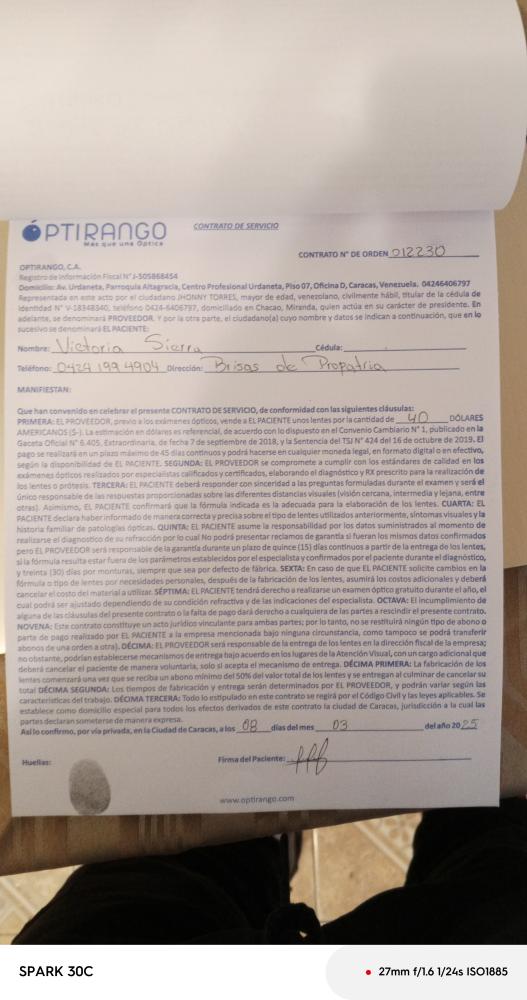 ÓPTIRANGO
Mas que una Óptica
CONTRATO DE SERVICIO
CONTRATO N° DE ORDEN 012230
OPTIRANGO, C.A.
Registro de Información Fiscal N° J-505868454
Domicilio: Av. Urdaneta, Parroquia Altagracia, Centro Profesional Urdaneta, Piso 07, Oficina D, Caracas, Venezuela. 04246406797
Representada en este acto por el ciudadano JHONNY TORRES, mayor de edad, venezolano, civilmente hábil, titular de la cédula de
Identidad N° V-18348340, teléfono 0424-6406797, domiciliado en Chacao, Miranda, quien actúa en su carácter de presidente. En
adelante, se denominará PROVEEDOR. Y por la otra parte, el ciudadano(a) cuyo nombre y datos se indican a continuación, que en lo
sucesivo se denominará EL PACIENTE:
Nombre: Victoria Sierra Cédula:
Teléfono: 0424 199 4904 Dirección: Brisas de Propatria
MANIFIESTAN:
Que han convenido en celebrar el presente CONTRATO DE SERVICIO, de conformidad con las siguientes cláusulas:
PRIMERA: EL PROVEEDOR, previo a los exámenes ópticos, vende a EL PACIENTE unos lentes por la cantidad de 40 DÓLARES
AMERICANOS ($-). La estimación en dólares es referencial, de acuerdo con lo dispuesto en el Convenio Cambiario N° 1, publicado en la
Gaceta Oficial N° 6.405, Extraordinaria, de fecha 7 de septiembre de 2018, y la Sentencia del TSJ N° 424 del 16 de octubre de 2019. El
pago se realizará en un plazo máximo de 45 días continuos y podrá hacerse en cualquier moneda legal, en formato digital o en efectivo,
según la disponibilidad de EL PACIENTE. SEGUNDA: EL PROVEEDOR se compromete a cumplir con los estándares de calidad en los
exámenes ópticos realizados por especialistas calificados y certificados, elaborando el diagnóstico y RX prescrito para la realización de
los lentes o prótesis. TERCERA: EL PACIENTE deberá responder con sinceridad a las preguntas formuladas durante el examen y será el
único responsable de las respuestas proporcionadas sobre las diferentes distancias visuales (visión cercana, intermedia y lejana, entre
otras). Asimismo, EL PACIENTE confirmará que la fórmula indicada es la adecuada para la elaboración de los lentes. CUARTA: EL
PACIENTE declara haber informado de manera correcta y precisa sobre el tipo de lentes utilizados anteriormente, síntomas visuales y la
historia familiar de patologías ópticas. QUINTA: EL PACIENTE asume la responsabilidad por los datos suministrados al momento de
realizarse el diagnostico de su refracción por lo cual No podrá presentar reclamos de garantía si fueran los mismos datos confirmados
pero EL PROVEEDOR será responsable de la garantía durante un plazo de quince (15) días continuos a partir de la entrega de los lentes,
si la fórmula resulta estar fuera de los parámetros establecidos por el especialista y confirmados por el paciente durante el diagnóstico,
y treinta (30) días por monturas, siempre que sea por defecto de fábrica. SEXTA: En caso de que EL PACIENTE solicite cambios en la
fórmula o tipo de lentes por necesidades personales, después de la fabricación de los lentes, asumirá los costos adicionales y deberá
cancelar el costo del material a utilizar. SÉPTIMA: EL PACIENTE tendrá derecho a realizarse un examen óptico gratuito durante el año, el
cual podrá ser ajustado dependiendo de su condición refractiva y de las indicaciones del especialista. OCTAVA: El incumplimiento de
alguna de las cláusulas del presente contrato o la falta de pago dará derecho a cualquiera de las partes a rescindir el presente contrato.
NOVENA: Este contrato constituye un acto jurídico vinculante para ambas partes; por lo tanto, no se restituirá ningún tipo de abono o
parte de pago realizado por EL PACIENTE a la empresa mencionada bajo ninguna circunstancia, como tampoco se podrá transferir
abonos de una orden a otra). DÉCIMA: EL PROVEEDOR será responsable de la entrega de los lentes en la dirección fiscal de la empresa;
no obstante, podrían establecerse mecanismos de entrega bajo acuerdo en los lugares de la Atención Visual, con un cargo adicional que
deberá cancelar el paciente de manera voluntaria, solo si acepta el mecanismo de entrega. DÉCIMA PRIMERA: La fabricación de los
lentes comenzará una vez que se reciba un abono mínimo del 50% del valor total de los lentes y se entregan al culminar de cancelar su
total DÉCIMA SEGUNDA: Los tiempos de fabricación y entrega serán determinados por EL PROVEEDOR, y podrán variar según las
características del trabajo. DÉCIMA TERCERA: Todo lo estipulado en este contrato se regirá por el Código Civil y las leyes aplicables. Se
establece como domicilio especial para todos los efectos derivados de este contrato la ciudad de Caracas, jurisdicción a la cual las
partes declaran someterse de manera expresa.
Así lo confirmo, por vía privada, en la Ciudad de Caracas, a los 08 días del mes 03 del año 2025
Huellas:
Firma del Paciente:
www.optirango.com
SPARK 30C
27mm f/1.6 1/24s ISO1885